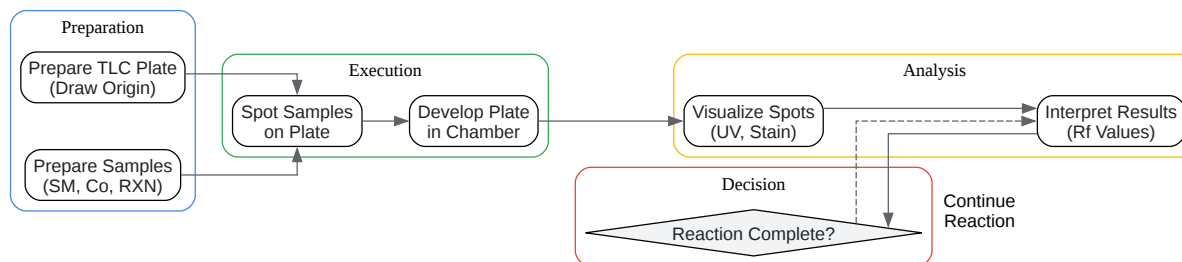 Preparation
Prepare TLC Plate
(Draw Origin)
Prepare Samples
(SM, Co, RXN)
Execution
Spot Samples
on Plate
Develop Plate
in Chamber
Analysis
Visualize Spots
(UV, Stain)
Interpret Results
(Rf Values)
Decision
Reaction Complete?
Continue
Reaction